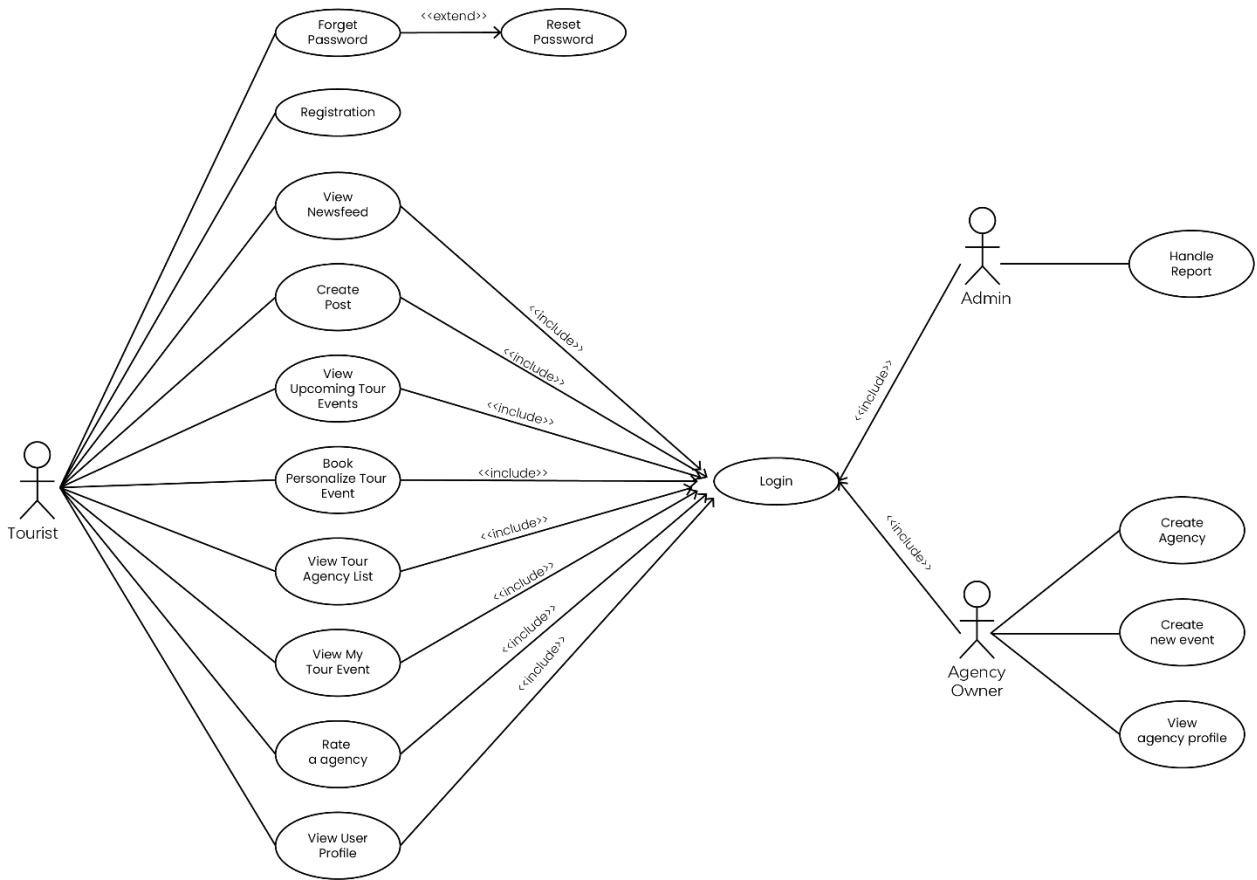 Forget
Password
<<extend>>
Reset
Password
Registration
View
Newsfeed
Create
Post
View
Upcoming Tour
Events
Book
Personalize Tour
Event
View Tour
Agency List
View My
Tour Event
Rate
a agency
View User
Profile
Tourist
<<include>>
<<include>>
<<include>>
<<include>>
<<include>>
<<include>>
<<include>>
<<include>>
Login
<<include>>
<<include>>
Admin
Handle
Report
Agency
Owner
Create
Agency
Create
new event
View
agency profile